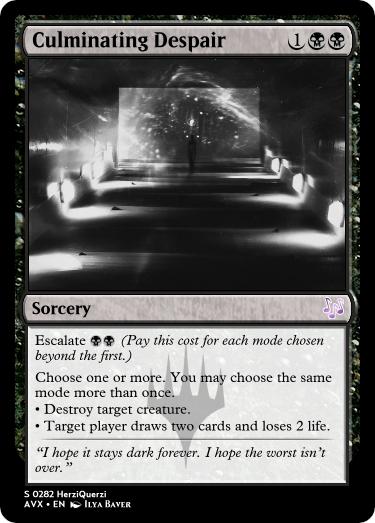 Culminating Despair 1
Sorcery
Escalate (Pay this cost for each mode chosen
beyond the first.)
Choose one or more. You may choose the same
mode more than once.
• Destroy target creature.
• Target player draws two cards and loses 2 life.
“I hope it stays dark forever. I hope the worst isn’t
over.”
S 0282 HerziQuerzi
AVX • EN Ilya Baver